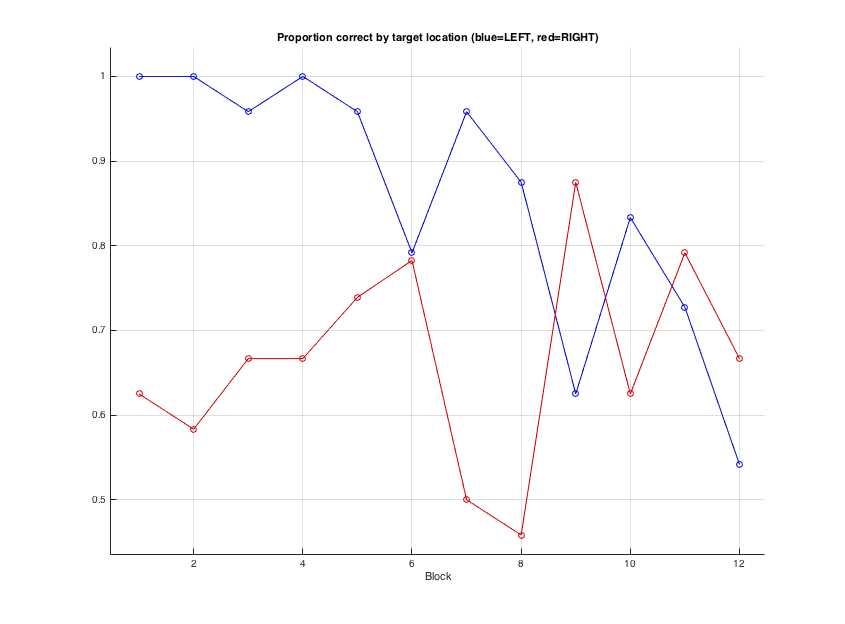 Proportion correct by target location (blue=LEFT, red=RIGHT)
1
0.9
0.8
0.7
0.6
0.5
2 4 6 8 10 12
Block